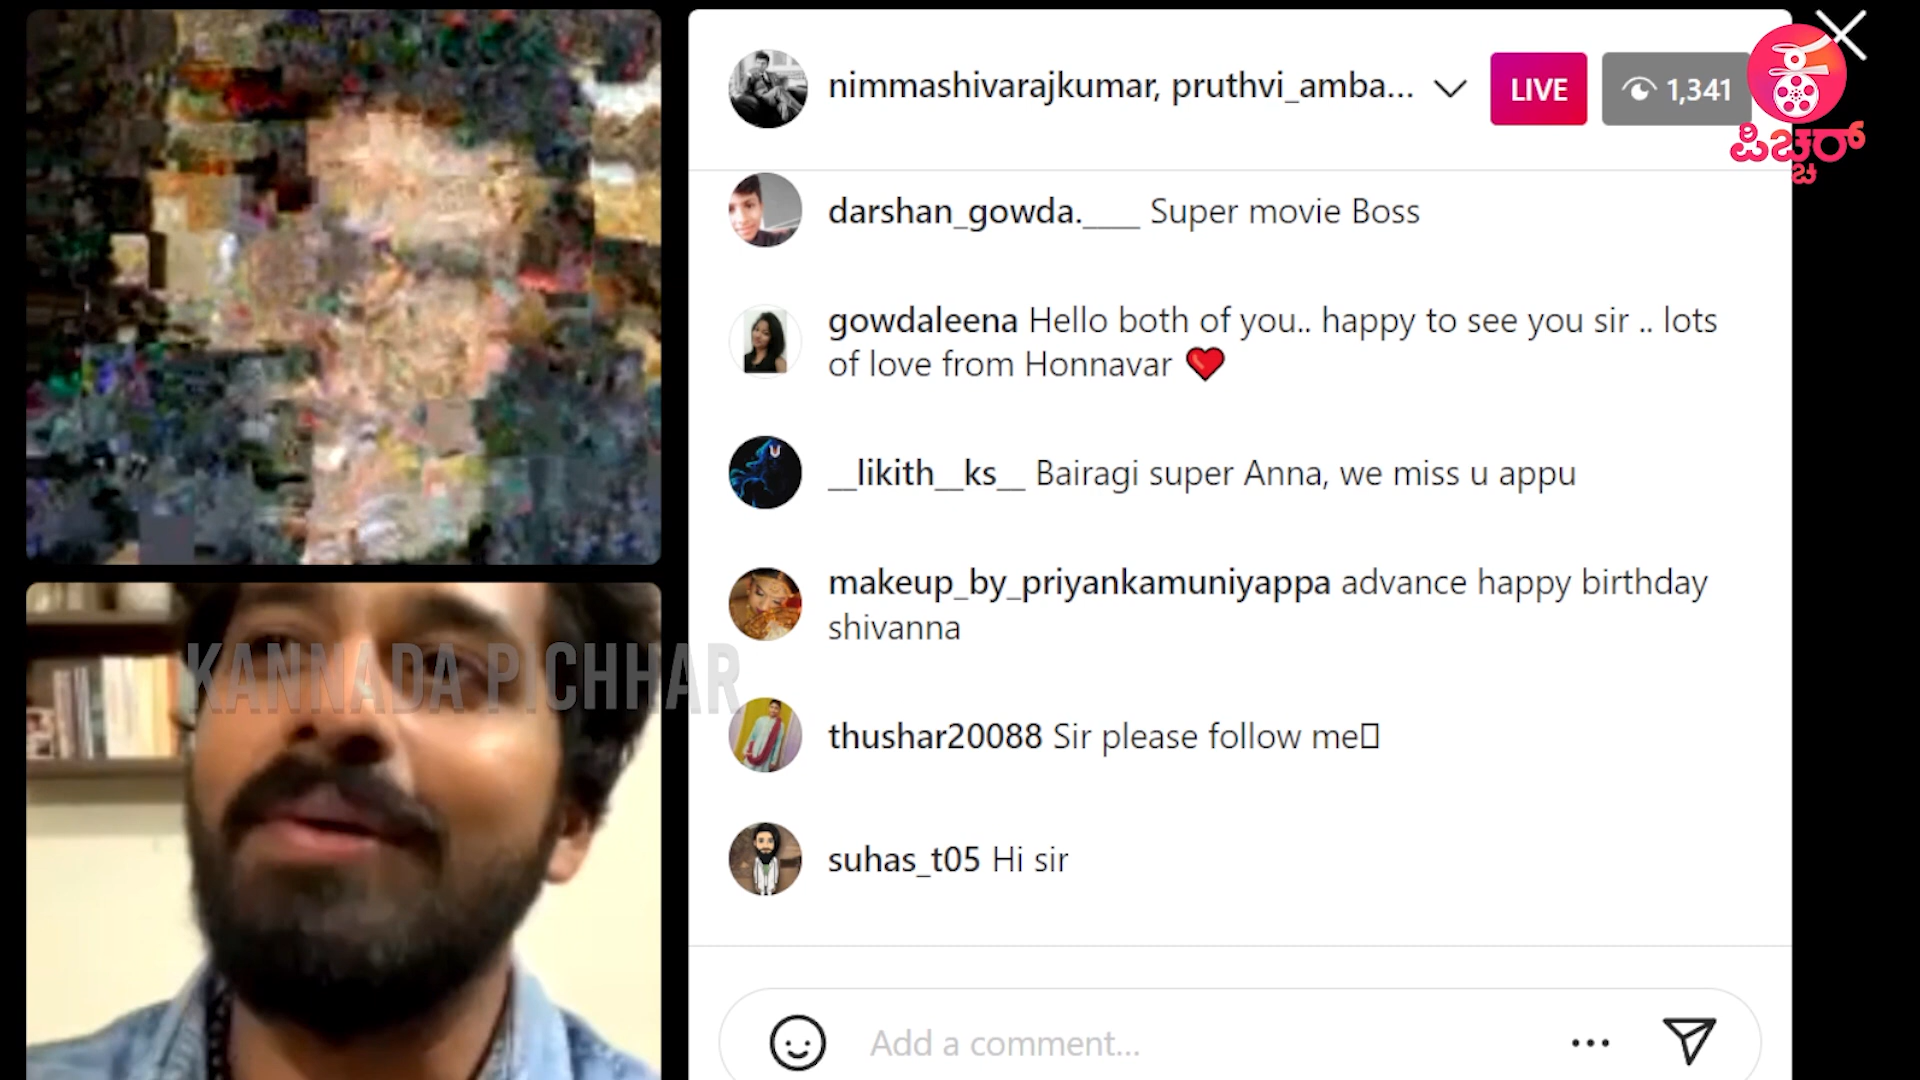 nimmashivarajkumar, pruthvi_amba...
LIVE
1,341
ಪಿಚ್ಚರ್
darshan_gowda.____ Super movie Boss
gowdaleena Hello both of you.. happy to see you sir .. lots
of love from Honnavar ❤️
__likith__ks__ Bairagi super Anna, we miss u appu
makeup_by_priyankamuniyappa advance happy birthday
shivanna
KANNADA PICHHAR
thushar20088 Sir please follow me▯
suhas_t05 Hi sir
Add a comment...